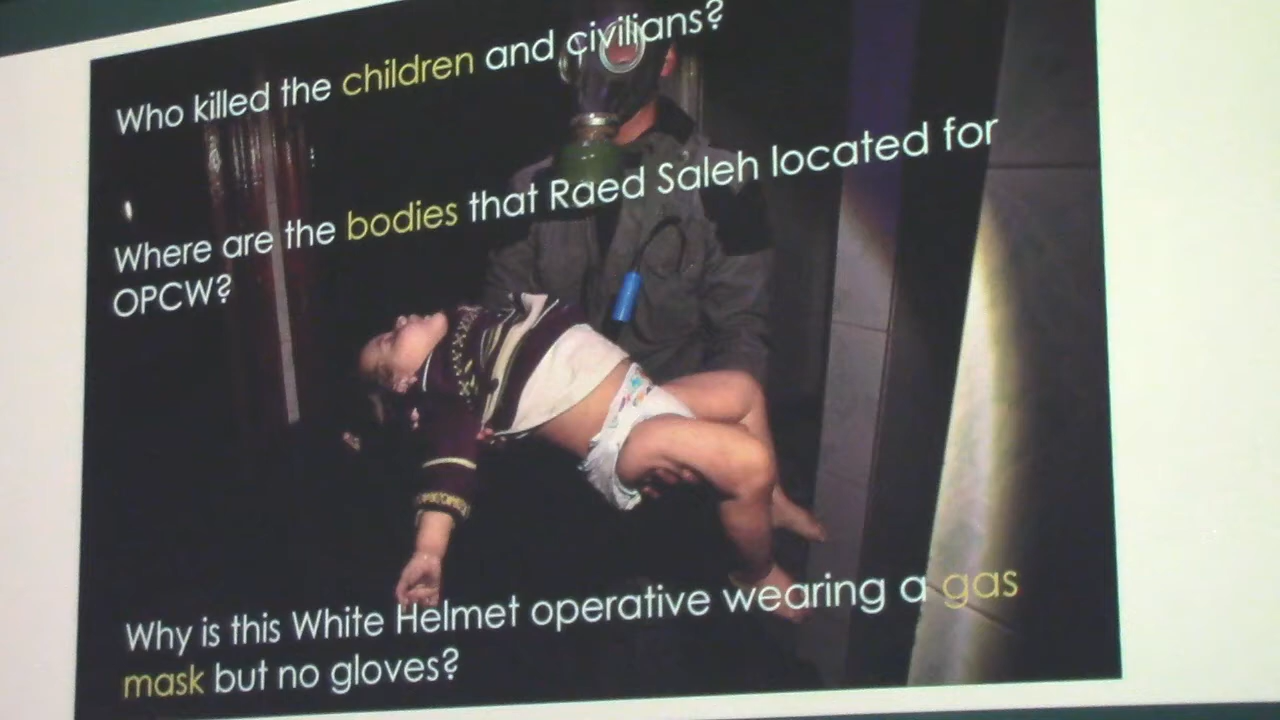 Who killed the children and civilians?
Where are the bodies that Raed Saleh located for
OPCW?
Why is this White Helmet operative wearing a gas
mask but no gloves?